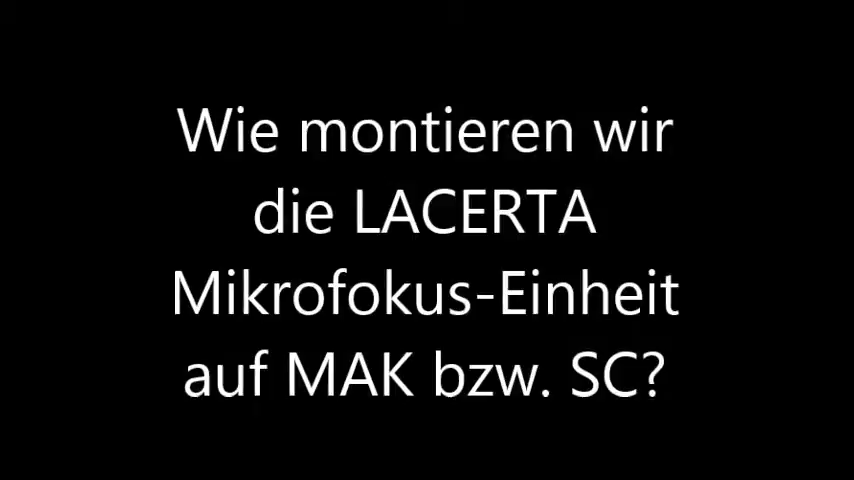 Wie montieren wir
die LACERTA
Mikrofokus-Einheit
auf MAK bzw. SC?